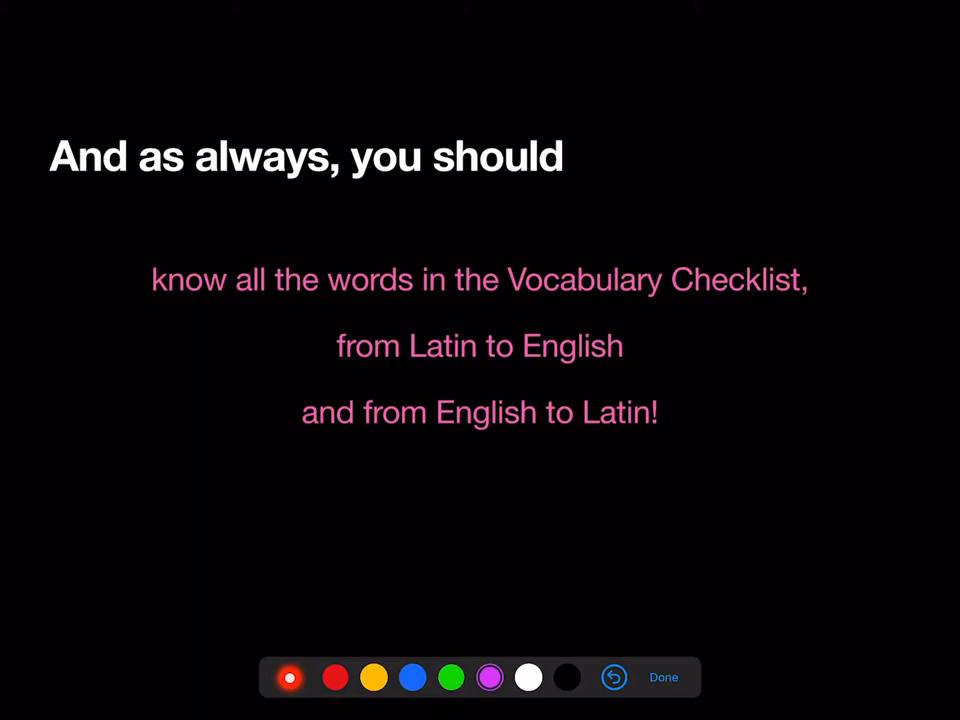 And as always, you should
know all the words in the Vocabulary Checklist,
from Latin to English
and from English to Latin!
Done